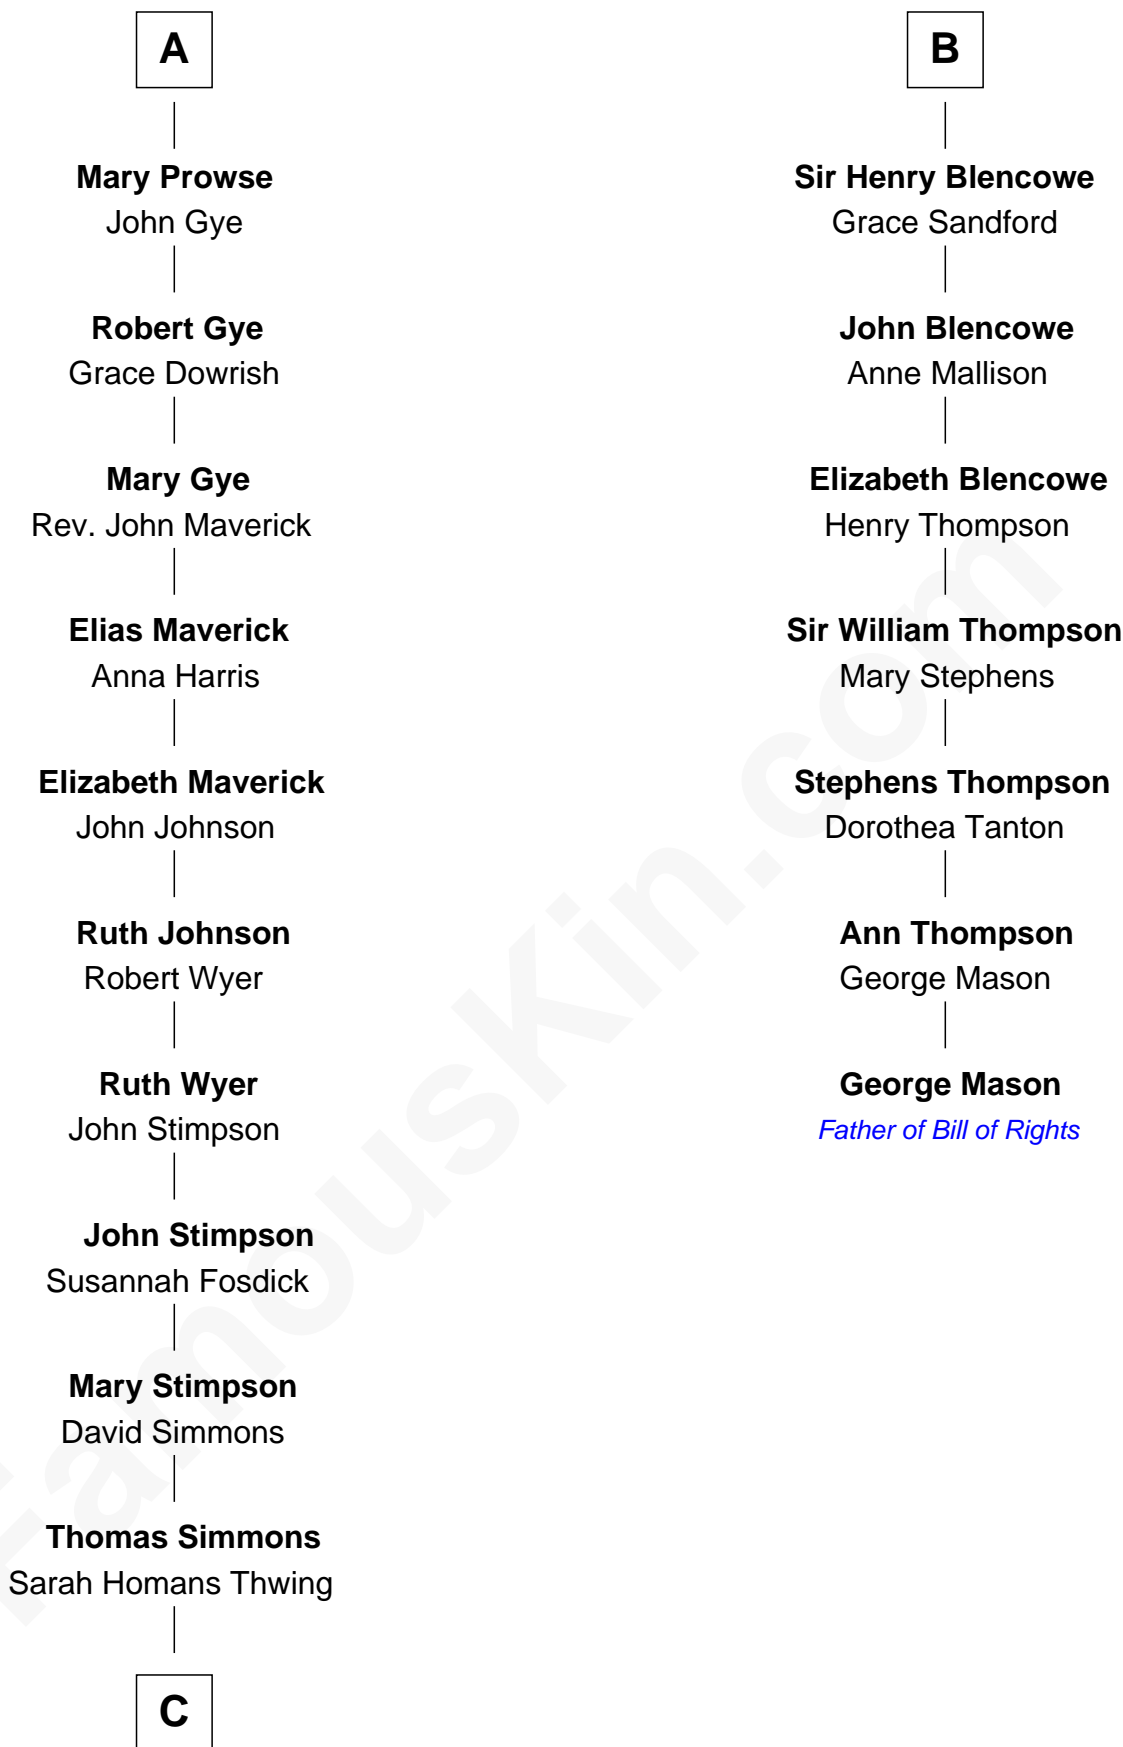 A
Mary Prowse
John Gye
Robert Gye
Grace Dowrish
Mary Gye
Rev. John Maverick
Elias Maverick
Anna Harris
Elizabeth Maverick
John Johnson
Ruth Johnson
Robert Wyer
Ruth Wyer
John Stimpson
John Stimpson
Susannah Fosdick
Mary Stimpson
David Simmons
Thomas Simmons
Sarah Homans Thwing
C
B
Sir Henry Blencowe
Grace Sandford
John Blencowe
Anne Mallison
Elizabeth Blencowe
Henry Thompson
Sir William Thompson
Mary Stephens
Stephens Thompson
Dorothea Tanton
Ann Thompson
George Mason
George Mason
Father of Bill of Rights
FamousKin.com